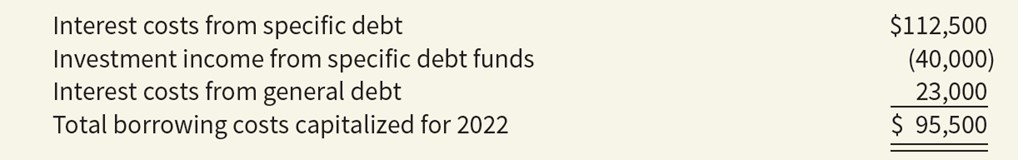 Interest costs from specific debt $112,500
Investment income from specific debt funds (40,000)
Interest costs from general debt 23,000
Total borrowing costs capitalized for 2022 $ 95,500